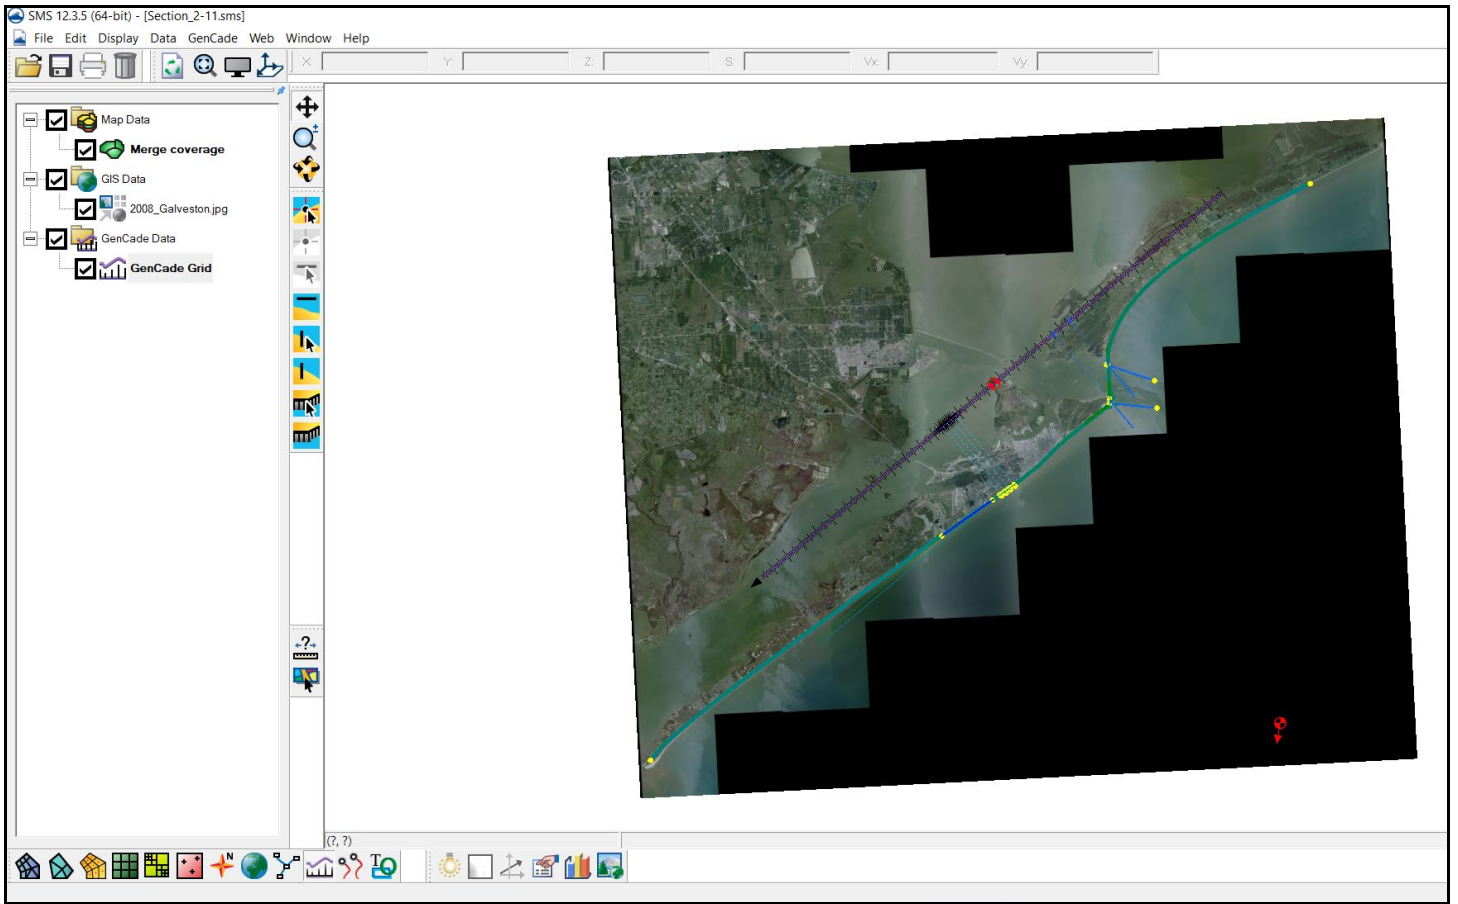 SMS 12.3.5 (64-bit) - [Section_2-11.sms]
File Edit Display Data GenCade Web Window Help
X: Y: Z: S: Vx: Vy:
Map Data
Merge coverage
GIS Data
2008_Galveston.jpg
GenCade Data
GenCade Grid
?
(?, ?)
N
T